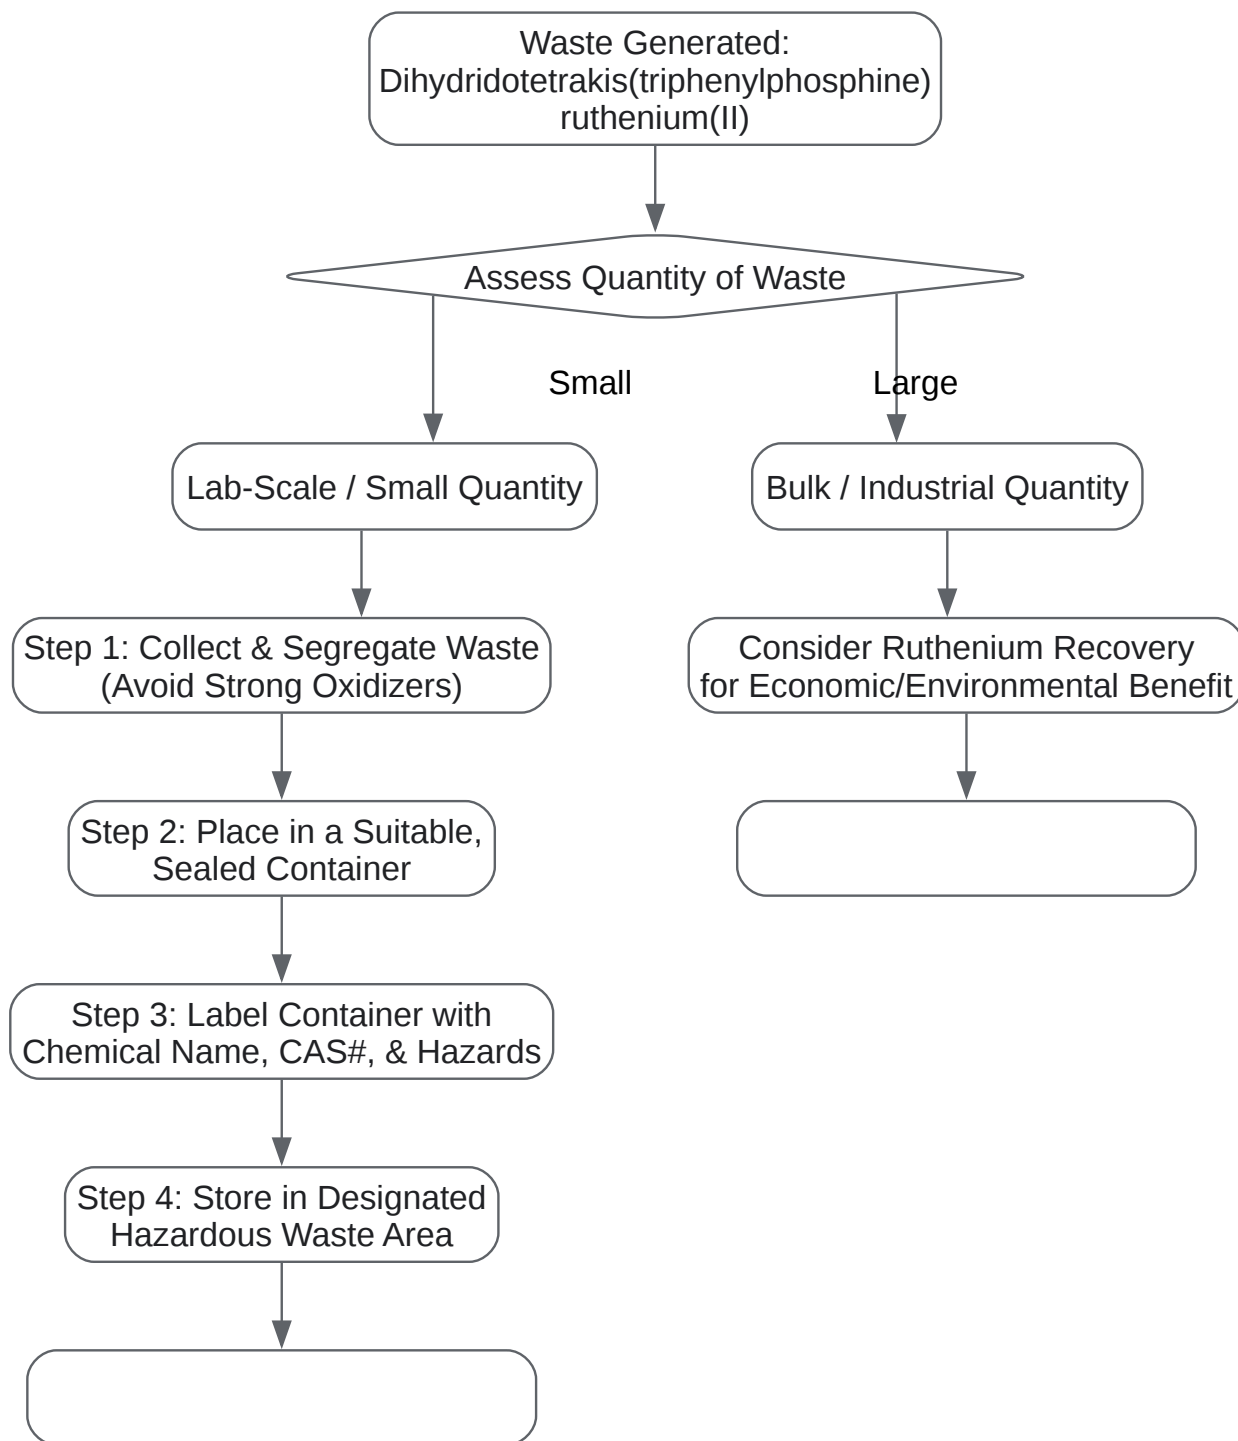 Waste Generated:
Dihydridotetrakis(triphenylphosphine)
ruthenium(II)
Assess Quantity of Waste
Small
Large
Lab-Scale / Small Quantity
Bulk / Industrial Quantity
Step 1: Collect & Segregate Waste
(Avoid Strong Oxidizers)
Consider Ruthenium Recovery
for Economic/Environmental Benefit
Step 2: Place in a Suitable,
Sealed Container
Step 3: Label Container with
Chemical Name, CAS#, & Hazards
Step 4: Store in Designated
Hazardous Waste Area